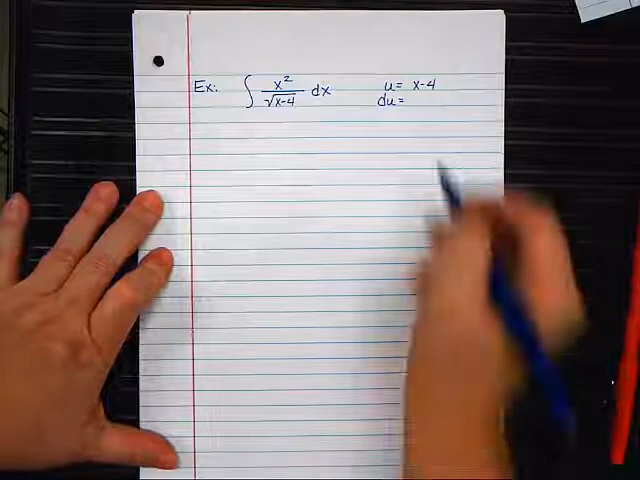 Ex: ∫ x²/√(x-4) dx u = x-4
du =